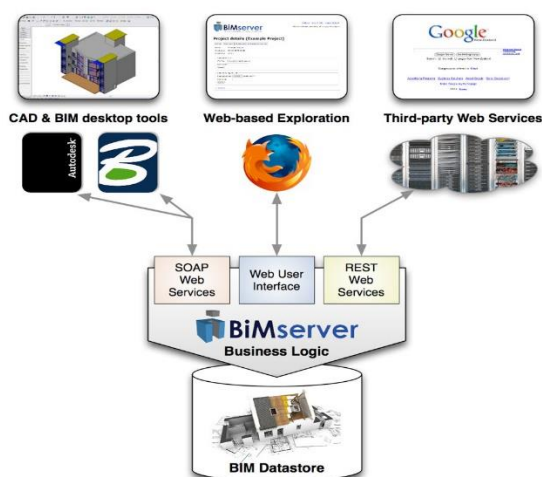 BiMserver
Project details (Example Project)
Google
CAD & BIM desktop tools
Web-based Exploration
Third-party Web Services
Autodesk
B
SOAP
Web
Services
Web User
Interface
REST
Web
Services
BiMserver
Business Logic
BIM Datastore